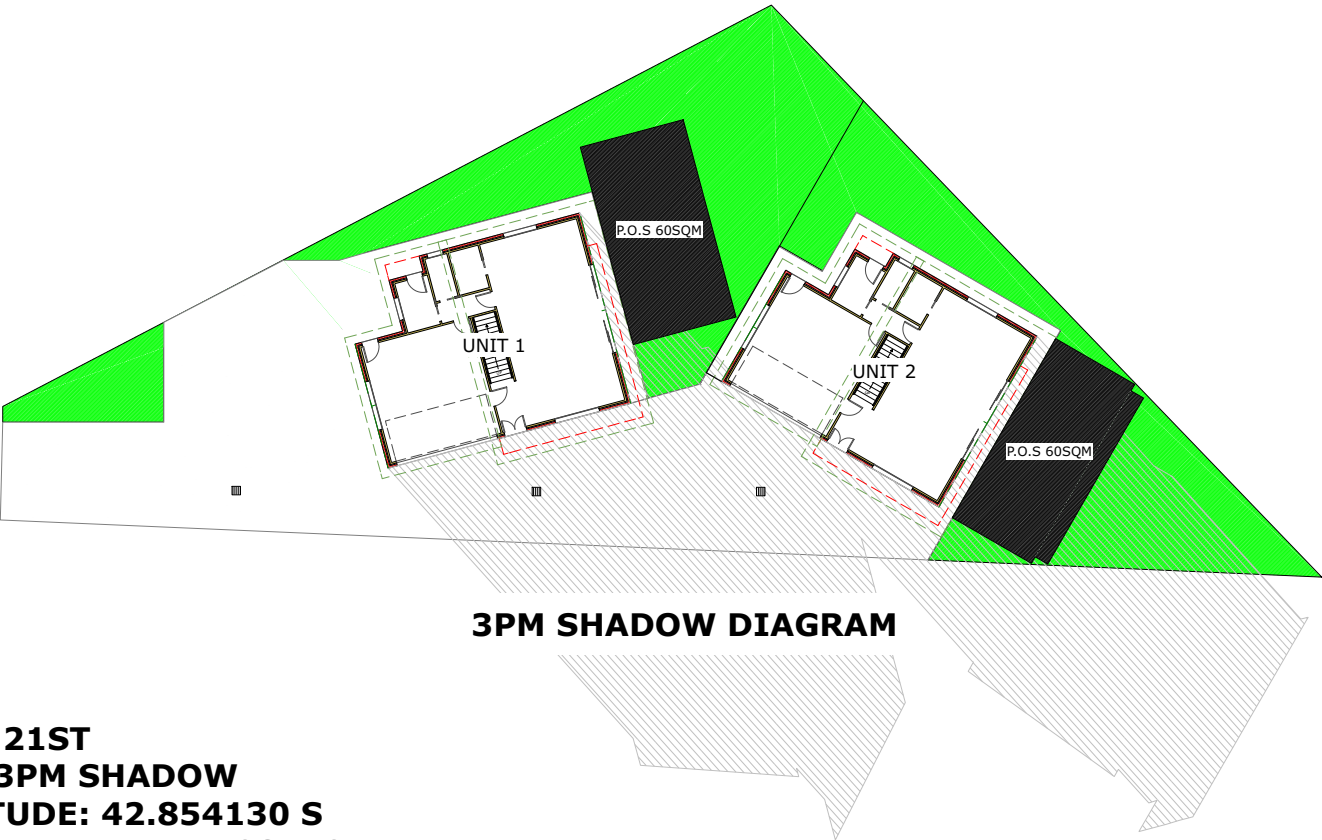 P.O.S 60SQM
UNIT 1
UNIT 2
P.O.S 60SQM
3PM SHADOW DIAGRAM
21ST
3PM SHADOW
TUDE: 42.854130 S